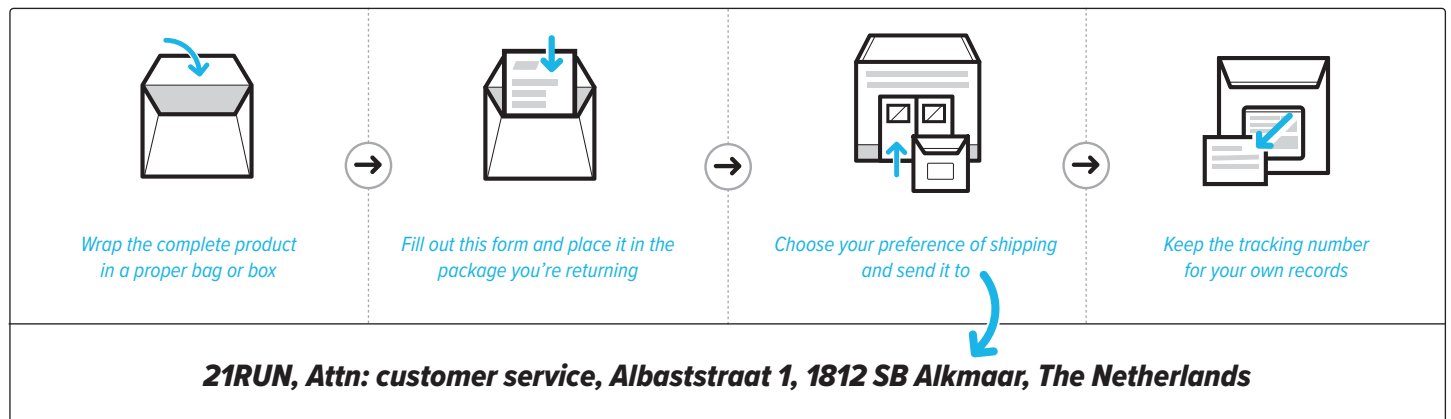 Wrap the complete product
in a proper bag or box
Fill out this form and place it in the
package you're returning
Choose your preference of shipping
and send it to
Keep the tracking number
for your own records
21RUN, Attn: customer service, Albaststraat 1, 1812 SB Alkmaar, The Netherlands